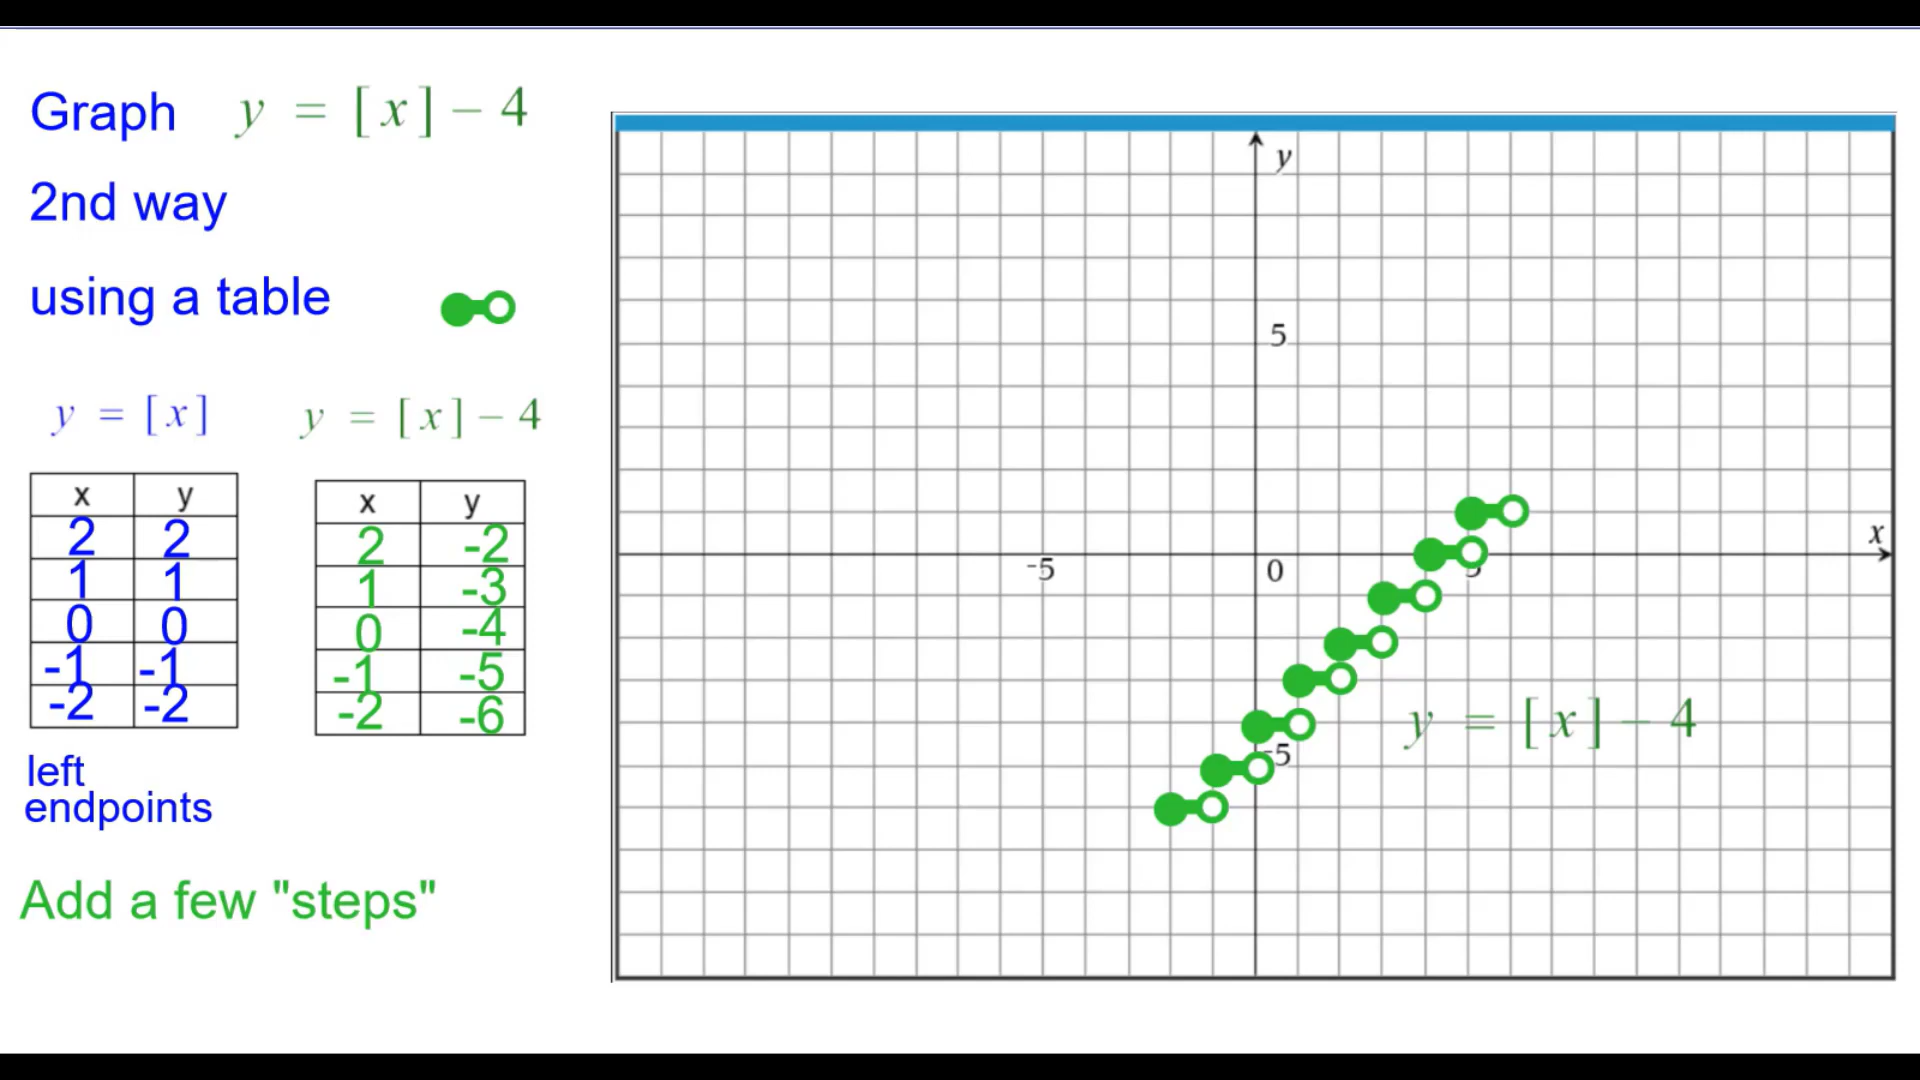 Graph y = [x] − 4
2nd way
using a table
y = [x]
x y
2 2
1 1
0 0
-1 -1
-2 -2
left
endpoints
y = [x] − 4
x y
2 -2
1 -3
0 -4
-1 -5
-2 -6
Add a few "steps"
y
5
x
-5 0 5
-5
y = [x] − 4